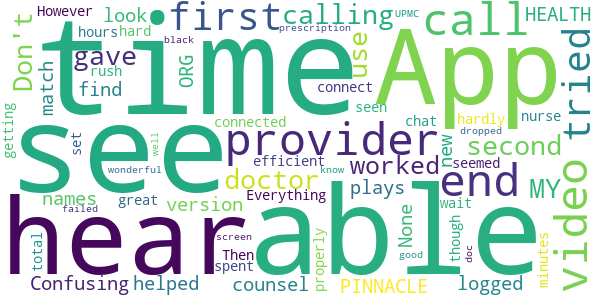 Don't
However
hours
hard
look
rush
gave
find
match
black
first
prescription
calling
UPMC
call
HEALTH
time
App
ORG
use
connect
tried
getting
see
connected
seen
chat
hardly
dropped
nurse
provider
new
second
set
well
efficient
worked
seemed
wonderful
know
doctor
end
MY
video
names
great
Everything
plays
wait
failed
version
None
though
doc
hear
able
total
screen
Then
good
spent
properly
logged
minutes
Confusing
helped
counsel
PINNACLE